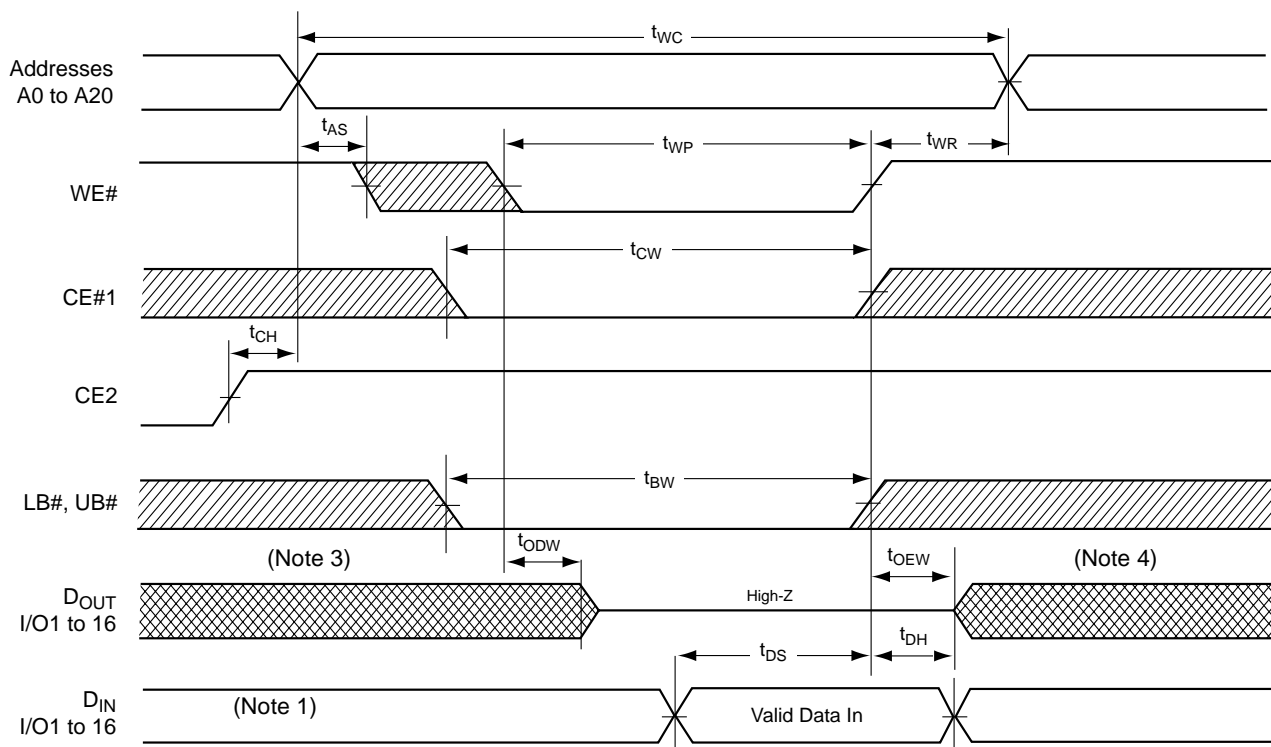 tWC
Addresses
A0 to A20
tAS
tWP
tWR
WE#
tCW
CE#1
tCH
CE2
tBW
LB#, UB#
(Note 3)
tODW
tOEW
(Note 4)
DOUT
I/O1 to 16
High-Z
tDS
tDH
DIN
I/O1 to 16
(Note 1)
Valid Data In